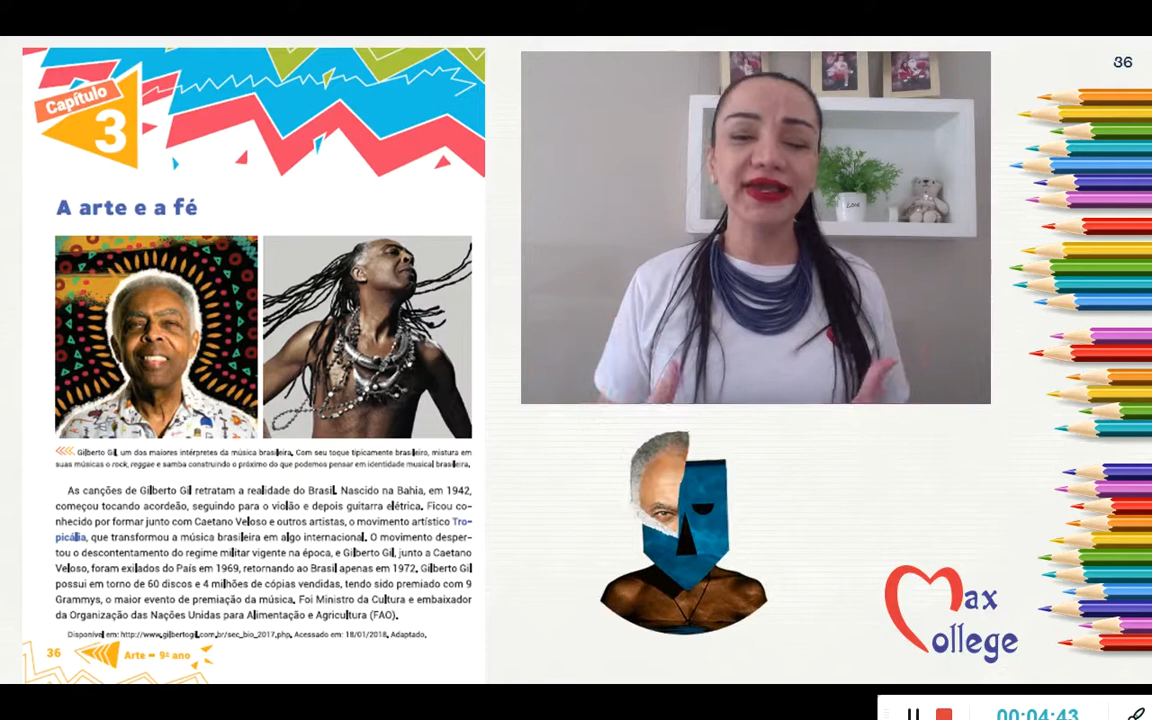 Capítulo
3
A arte e a fé
Gilberto Gil, um dos maiores intérpretes da música brasileira. Com seu toque tipicamente brasileiro, mistura em
suas músicas o rock, reggae e samba construindo o próximo do que podemos pensar em identidade musical brasileira.
As canções de Gilberto Gil retratam a realidade do Brasil. Nascido na Bahia, em 1942,
começou tocando acordeão, seguindo para o violão e depois guitarra elétrica. Ficou co-
nhecido por formar junto com Caetano Veloso e outros artistas, o movimento artístico Tro-
picália, que transformou a música brasileira em algo internacional. O movimento desper-
tou o descontentamento do regime militar vigente na época, e Gilberto Gil, junto a Caetano
Veloso, foram exilados do País em 1969, retornando ao Brasil apenas em 1972. Gilberto Gil
possui em torno de 60 discos e 4 milhões de cópias vendidas, tendo sido premiado com 9
Grammys, o maior evento de premiação da música. Foi Ministro da Cultura e embaixador
da Organização das Nações Unidas para Alimentação e Agricultura (FAO).
Disponível em: http://www.gilbertogil.com.br/sec_bio_2017.php. Acessado em: 18/01/2018. Adaptado.
36
Arte – 9º ano
36
LOVE
Max
College
00:04:43